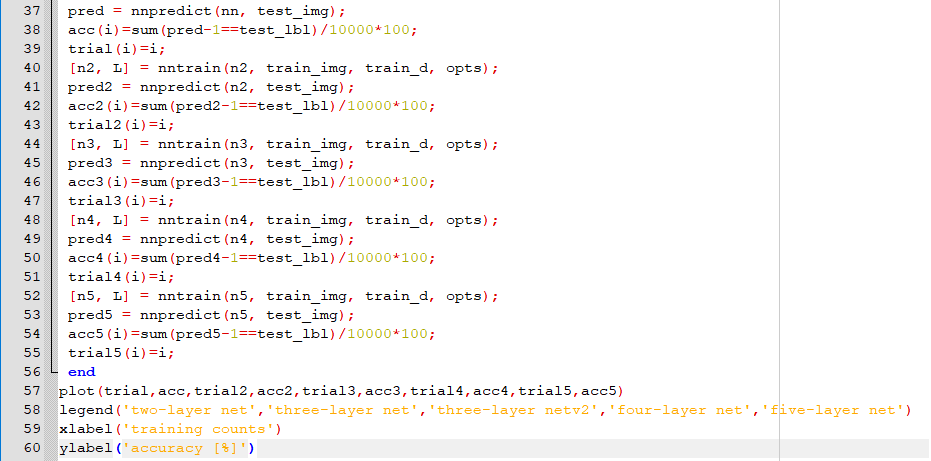 37 pred = nnpredict(nn, test_img);
38 acc(i)=sum(pred-1==test_lbl)/10000*100;
39 trial(i)=i;
40 [n2, L] = nntrain(n2, train_img, train_d, opts);
41 pred2 = nnpredict(n2, test_img);
42 acc2(i)=sum(pred2-1==test_lbl)/10000*100;
43 trial2(i)=i;
44 [n3, L] = nntrain(n3, train_img, train_d, opts);
45 pred3 = nnpredict(n3, test_img);
46 acc3(i)=sum(pred3-1==test_lbl)/10000*100;
47 trial3(i)=i;
48 [n4, L] = nntrain(n4, train_img, train_d, opts);
49 pred4 = nnpredict(n4, test_img);
50 acc4(i)=sum(pred4-1==test_lbl)/10000*100;
51 trial4(i)=i;
52 [n5, L] = nntrain(n5, train_img, train_d, opts);
53 pred5 = nnpredict(n5, test_img);
54 acc5(i)=sum(pred5-1==test_lbl)/10000*100;
55 trial5(i)=i;
56 end
57 plot(trial,acc,trial2,acc2,trial3,acc3,trial4,acc4,trial5,acc5)
58 legend('two-layer net','three-layer net','three-layer netv2','four-layer net','five-layer net')
59 xlabel('training counts')
60 ylabel('accuracy [%]')